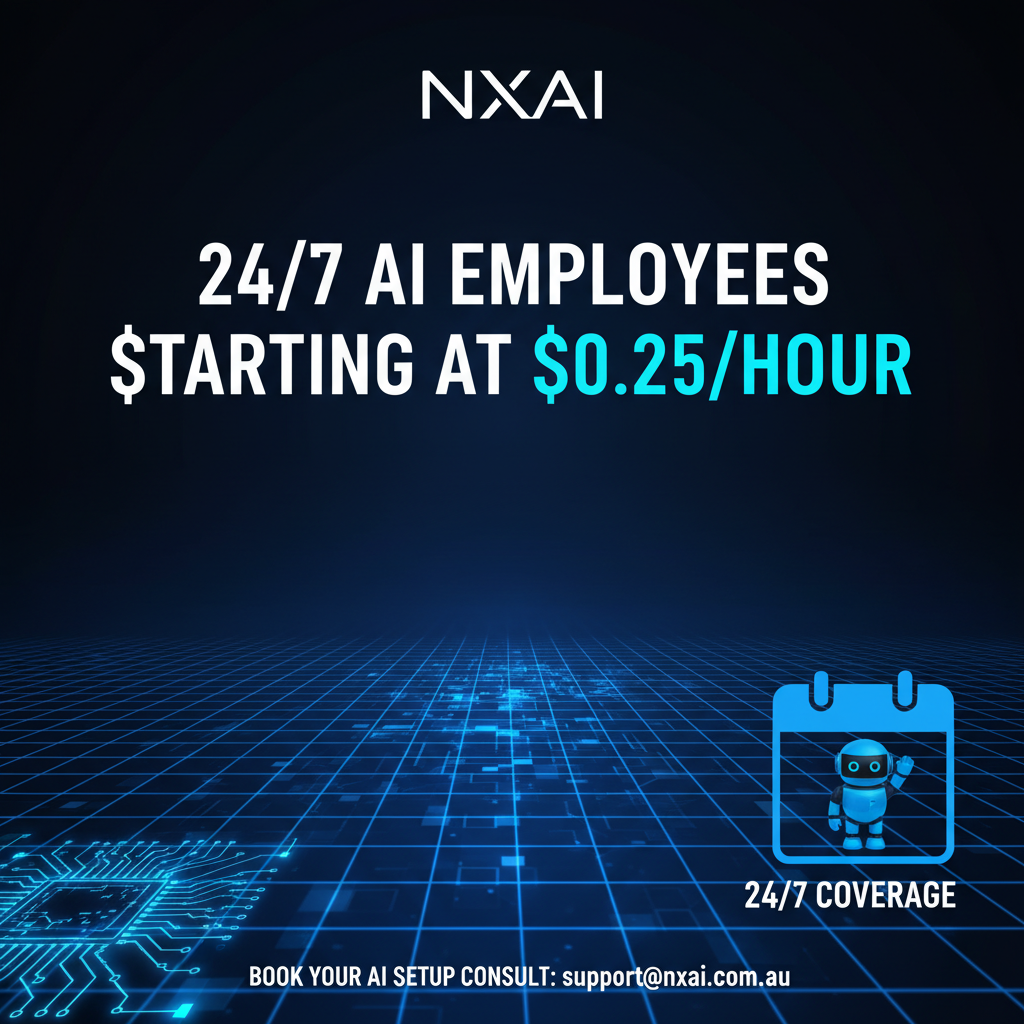 NXAI
24/7 AI EMPLOYEES
$TARTING AT $0.25/HOUR
24/7 COVERAGE
BOOK YOUR AI SETUP CONSULT: support@nxai.com.au